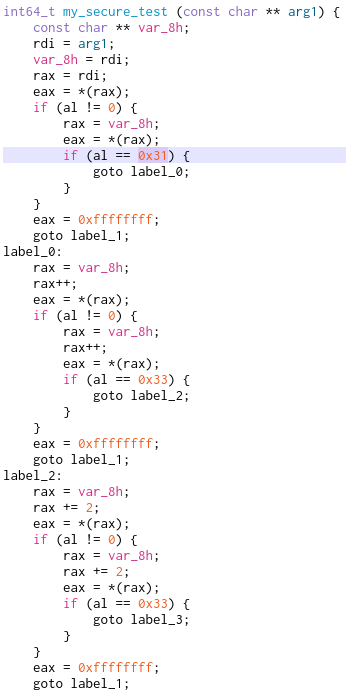 int64_t my_secure_test (const char ** arg1) {
    const char ** var_8h;
    rdi = arg1;
    var_8h = rdi;
    rax = rdi;
    eax = *(rax);
    if (al != 0) {
        rax = var_8h;
        eax = *(rax);
        if (al == 0x31) {
            goto label_0;
        }
    }
    eax = 0xffffffff;
    goto label_1;
label_0:
    rax = var_8h;
    rax++;
    eax = *(rax);
    if (al != 0) {
        rax = var_8h;
        rax++;
        eax = *(rax);
        if (al == 0x33) {
            goto label_2;
        }
    }
    eax = 0xffffffff;
    goto label_1;
label_2:
    rax = var_8h;
    rax += 2;
    eax = *(rax);
    if (al != 0) {
        rax = var_8h;
        rax += 2;
        eax = *(rax);
        if (al == 0x33) {
            goto label_3;
        }
    }
    eax = 0xffffffff;
    goto label_1;